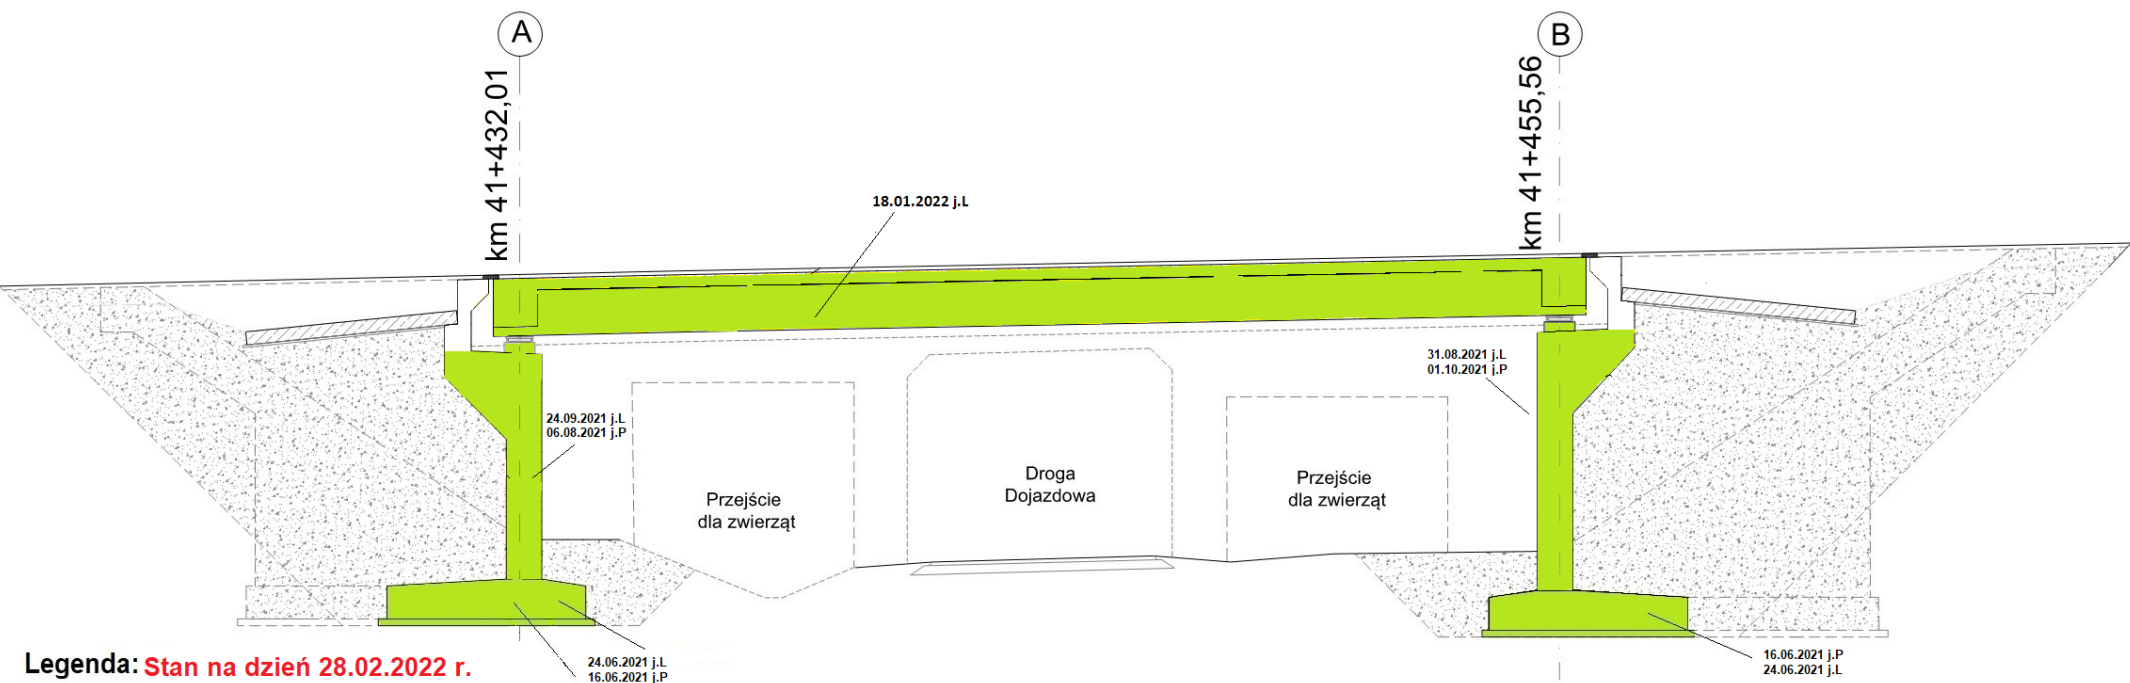 A
B
km 41+432,01
km 41+455,56
18.01.2022 j.L
31.08.2021 j.L
01.10.2021 j.P
24.09.2021 j.L
06.08.2021 j.P
Droga
Dojazdowa
Przejście
dla zwierząt
Przejście
dla zwierząt
24.06.2021 j.L
16.06.2021 j.P
16.06.2021 j.P
24.06.2021 j.L
Legenda: Stan na dzień 28.02.2022 r.